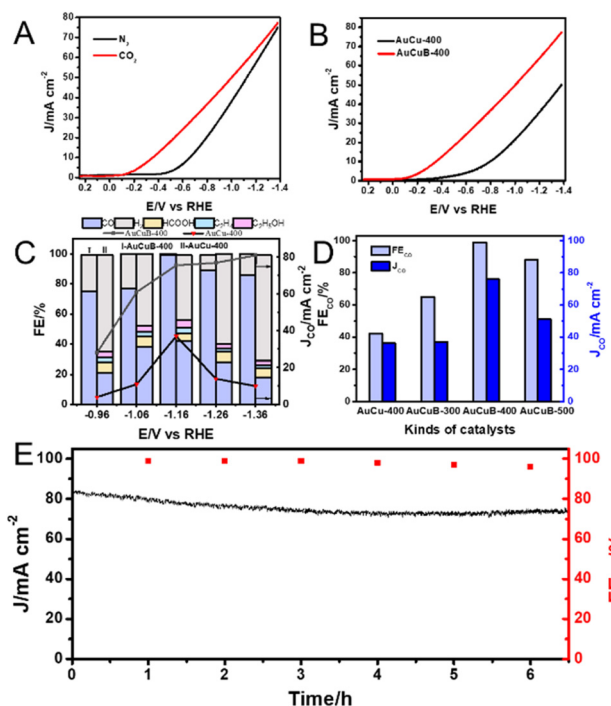 A
N₂
CO₂
J/mA cm⁻²
80
70
60
50
40
30
20
10
0
0.2 0.0 -0.2 -0.4 -0.6 -0.8 -1.0 -1.2 -1.4
E/V vs RHE
B
AuCu-400
AuCuB-400
J/mA cm⁻²
80
70
60
50
40
30
20
10
0
0.2 0.0 -0.2 -0.4 -0.6 -0.8 -1.0 -1.2 -1.4
E/V vs RHE
CO H HCOOH C₂H C₂H₅OH
AuCuB-400 AuCu-400
C
I II I-AuCuB-400 II-AuCu-400
FE/%
100
80
60
40
20
0
J_CO/mA cm⁻²
80
60
40
20
0
-0.96 -1.06 -1.16 -1.26 -1.36
E/V vs RHE
D
FE_CO
J_CO
FE_CO/%
100
80
60
40
20
0
J_CO/mA cm⁻²
100
80
60
40
20
0
AuCu-400 AuCuB-300 AuCuB-400 AuCuB-500
Kinds of catalysts
E
J/mA cm⁻²
100
80
60
40
20
0
100
80
60
40
20
0
0 1 2 3 4 5 6
Time/h